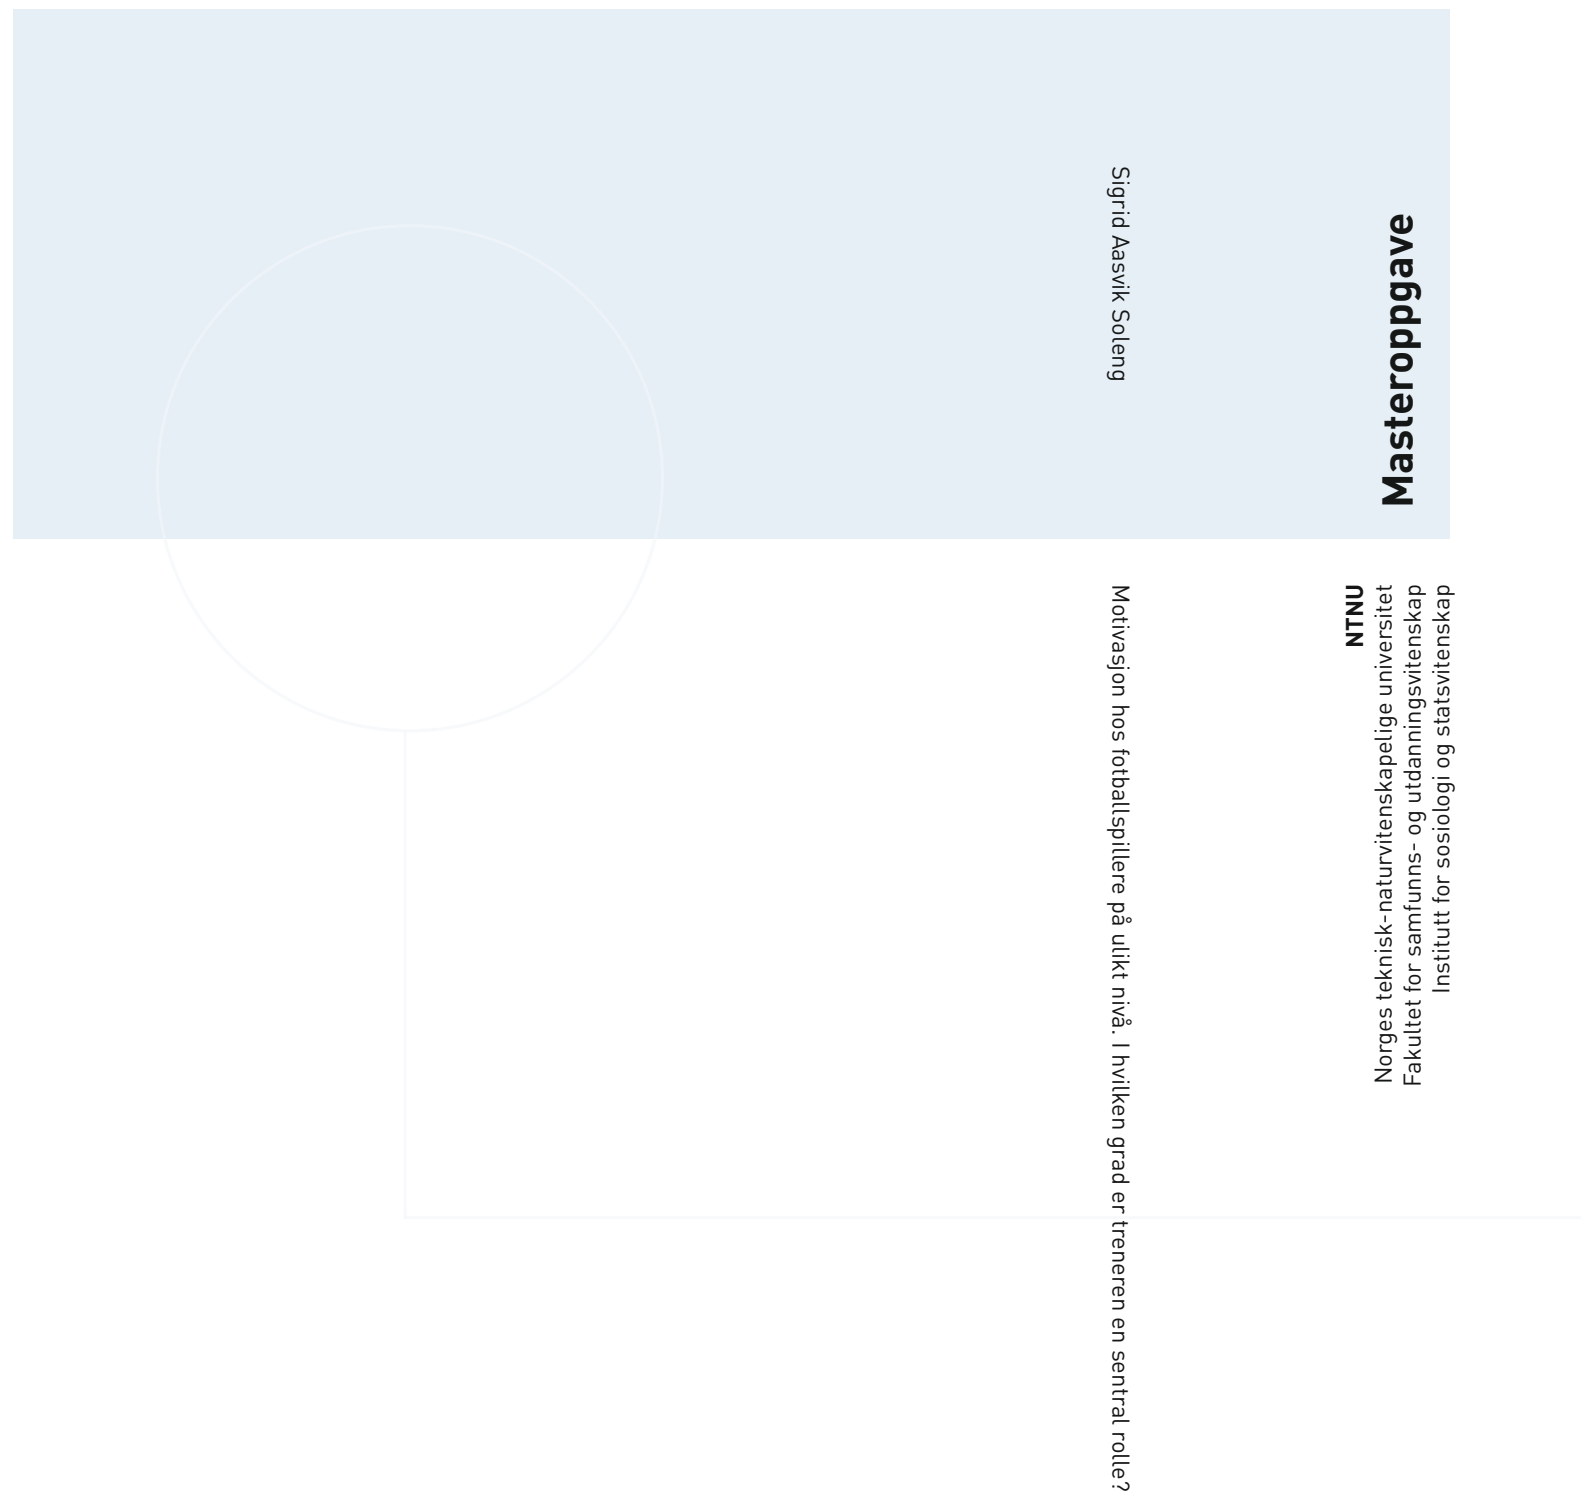 Sigrid Aasvik Soleng
Motivasjon hos fotballspillere på ulikt nivå. I hvilken grad er treneren en sentral rolle?
Masteroppgave
NTNU
Norges teknisk-naturvitenskapelige universitet
Fakultet for samfunns- og utdanningsvitenskap
Institutt for sosiologi og statsvitenskap